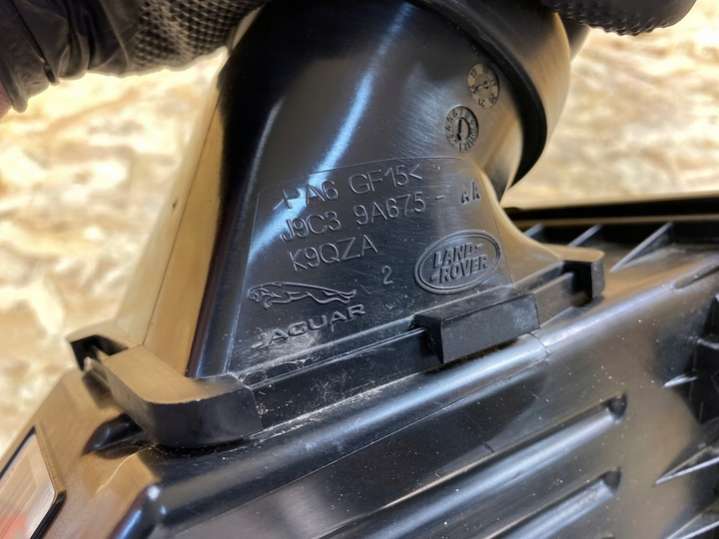 >PA6 GF15<
J9C3 9A675-AA
K9QZA
2
LAND-
-ROVER
JAGUAR